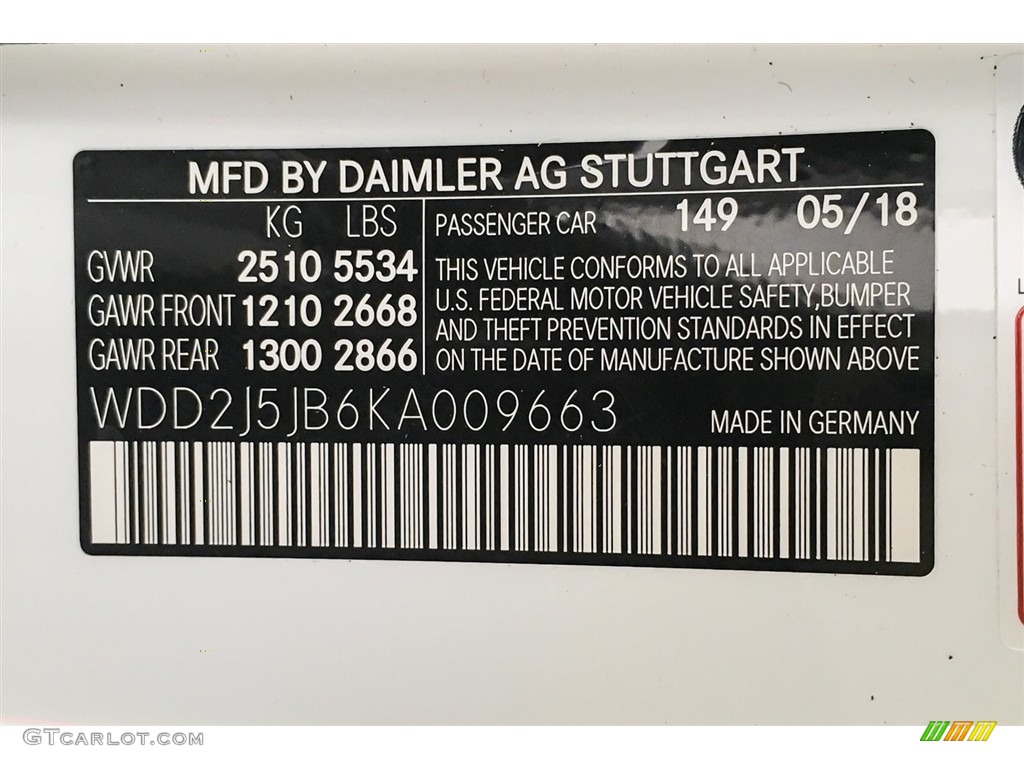 MFD BY DAIMLER AG STUTTGART
KG LBS
GVWR 2510 5534
GAWR FRONT 1210 2668
GAWR REAR 1300 2866
PASSENGER CAR 149 05/18
THIS VEHICLE CONFORMS TO ALL APPLICABLE
U.S. FEDERAL MOTOR VEHICLE SAFETY,BUMPER
AND THEFT PREVENTION STANDARDS IN EFFECT
ON THE DATE OF MANUFACTURE SHOWN ABOVE
WDD2J5JB6KA009663
MADE IN GERMANY
L
GTCARLOT.COM